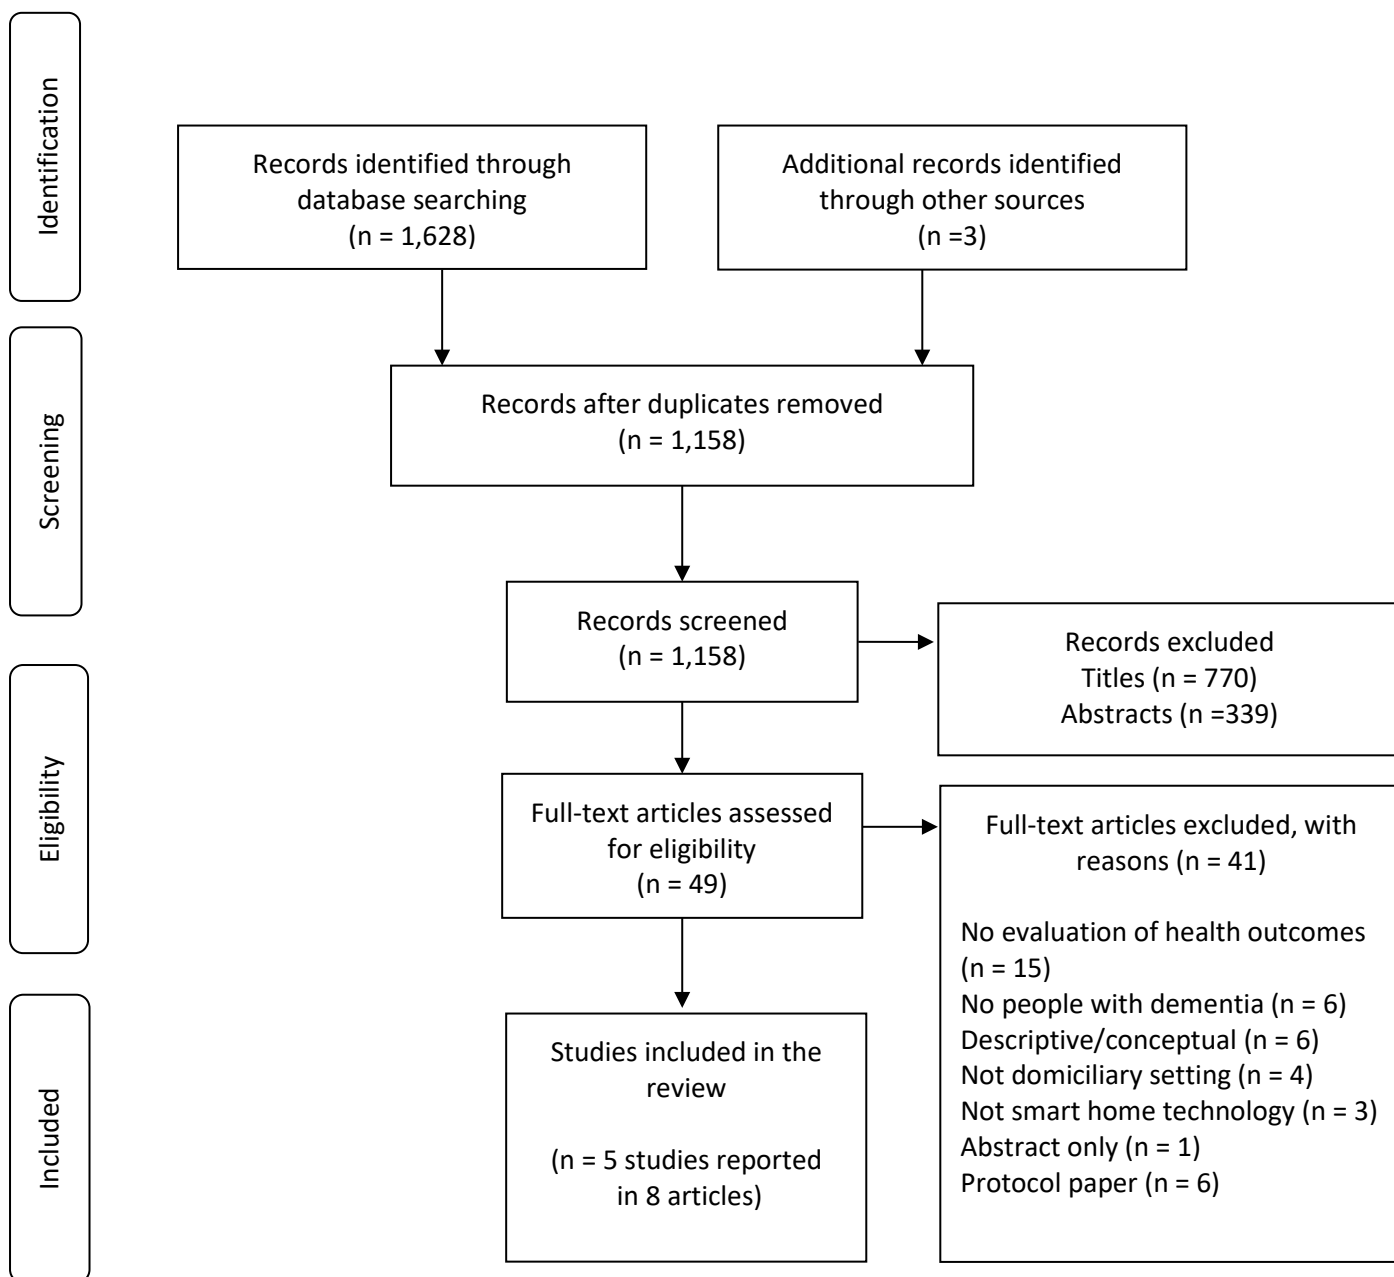 Identification
Records identified through
database searching
(n = 1,628)
Additional records identified
through other sources
(n =3)
Screening
Records after duplicates removed
(n = 1,158)
Records screened
(n = 1,158)
Records excluded
Titles (n = 770)
Abstracts (n =339)
Eligibility
Full-text articles assessed
for eligibility
(n = 49)
Full-text articles excluded, with
reasons (n = 41)
No evaluation of health outcomes
(n = 15)
No people with dementia (n = 6)
Descriptive/conceptual (n = 6)
Not domiciliary setting (n = 4)
Not smart home technology (n = 3)
Abstract only (n = 1)
Protocol paper (n = 6)
Included
Studies included in the
review
(n = 5 studies reported
in 8 articles)